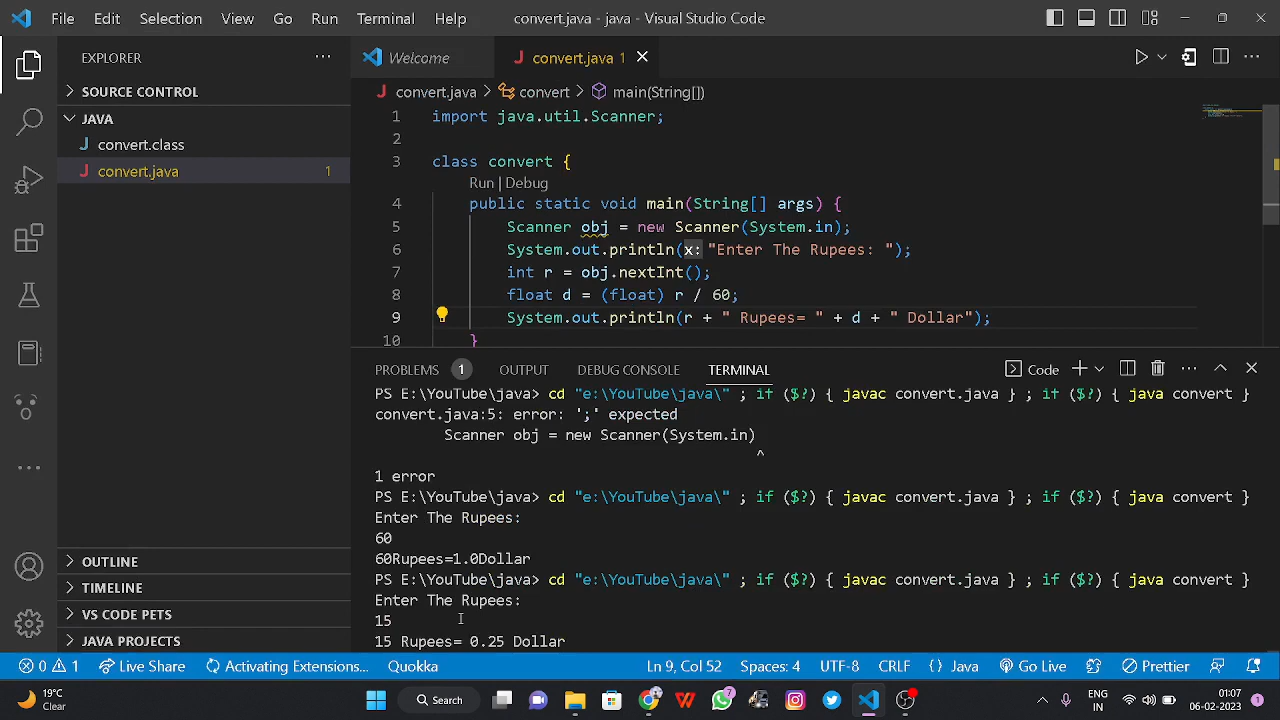 File Edit Selection View Go Run Terminal Help convert.java - java - Visual Studio Code
EXPLORER ... Welcome J convert.java 1
SOURCE CONTROL
J convert.java > convert > main(String[])
JAVA
J convert.class
J convert.java 1
1 import java.util.Scanner;
2
3 class convert {
Run | Debug
4 public static void main(String[] args) {
5 Scanner obj = new Scanner(System.in);
6 System.out.println(x: "Enter The Rupees: ");
7 int r = obj.nextInt();
8 float d = (float) r / 60;
9 System.out.println(r + " Rupees= " + d + " Dollar");
10 }
PROBLEMS 1 OUTPUT DEBUG CONSOLE TERMINAL Code
PS E:\YouTube\java> cd "e:\YouTube\java\" ; if ($?) { javac convert.java } ; if ($?) { java convert }
convert.java:5: error: ';' expected
Scanner obj = new Scanner(System.in)
^
1 error
PS E:\YouTube\java> cd "e:\YouTube\java\" ; if ($?) { javac convert.java } ; if ($?) { java convert }
Enter The Rupees:
60
60Rupees=1.0Dollar
PS E:\YouTube\java> cd "e:\YouTube\java\" ; if ($?) { javac convert.java } ; if ($?) { java convert }
Enter The Rupees:
15
15 Rupees= 0.25 Dollar
OUTLINE
TIMELINE
VS CODE PETS
JAVA PROJECTS
0 1 Live Share Activating Extensions... Quokka Ln 9, Col 52 Spaces: 4 UTF-8 CRLF {} Java Go Live Prettier
19°C
Clear
Search
7
ENG
IN
01:07
06-02-2023
1